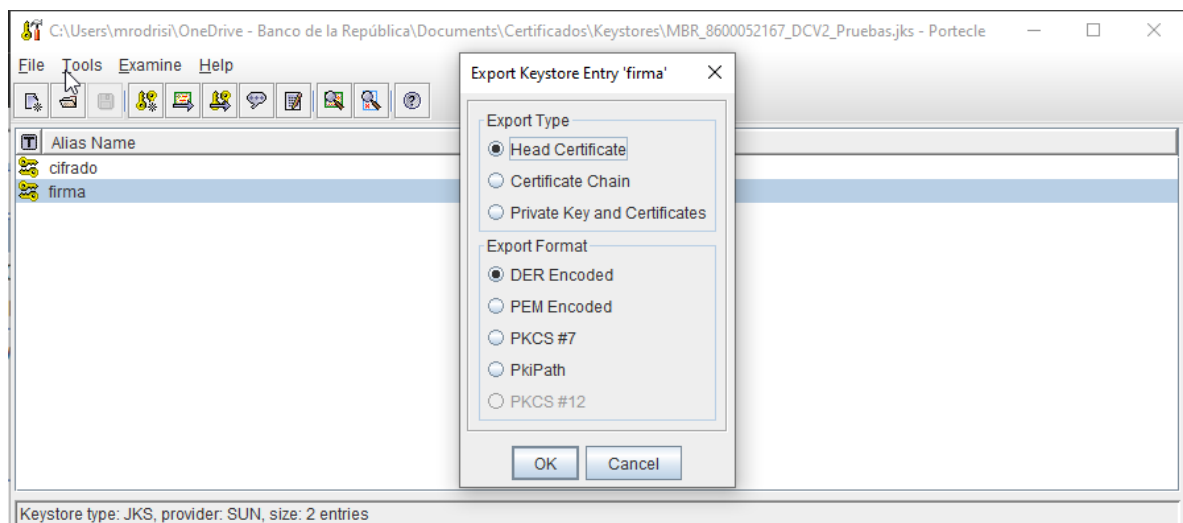 C:\Users\mrodrisi\OneDrive - Banco de la República\Documents\Certificados\Keystores\MBR_8600052167_DCV2_Pruebas.jks - Portecle
File Tools Examine Help
T Alias Name
cifrado
firma
Export Keystore Entry 'firma'
Export Type
Head Certificate
Certificate Chain
Private Key and Certificates
Export Format
DER Encoded
PEM Encoded
PKCS #7
PkiPath
PKCS #12
OK Cancel
Keystore type: JKS, provider: SUN, size: 2 entries